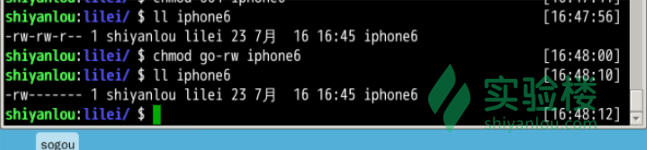 shiyanlou:lilei/ $ ll iphone6 [16:47:56]
-rw-rw-r-- 1 shiyanlou lilei 23 7月  16 16:45 iphone6
shiyanlou:lilei/ $ chmod go-rw iphone6 [16:48:00]
shiyanlou:lilei/ $ ll iphone6 [16:48:10]
-rw------- 1 shiyanlou lilei 23 7月  16 16:45 iphone6
shiyanlou:lilei/ $ [16:48:12]
实验楼
shiyanlou.com
sogou